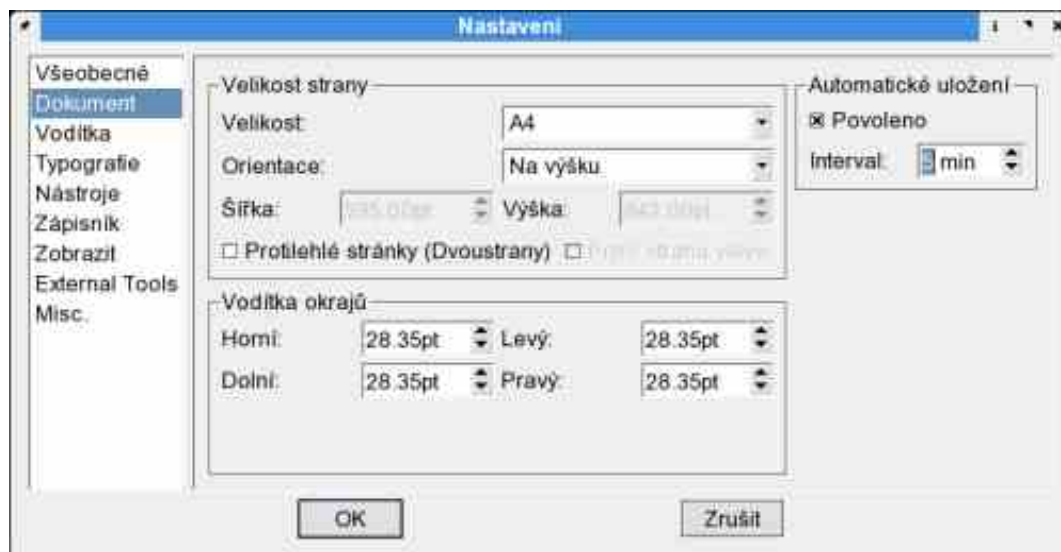 Nastavení
Všeobecné
Dokument
Vodítka
Typografie
Nástroje
Zápisník
Zobrazit
External Tools
Misc.
Velikost strany
Velikost: A4
Orientace: Na výšku
Šířka: 595.00pt Výška:
Protilehlé stránky (Dvoustrany)
Vodítka okrajů
Horní: 28.35pt Levý: 28.35pt
Dolní: 28.35pt Pravý: 28.35pt
Automatické uložení
Povoleno
Interval: min
OK
Zrušit